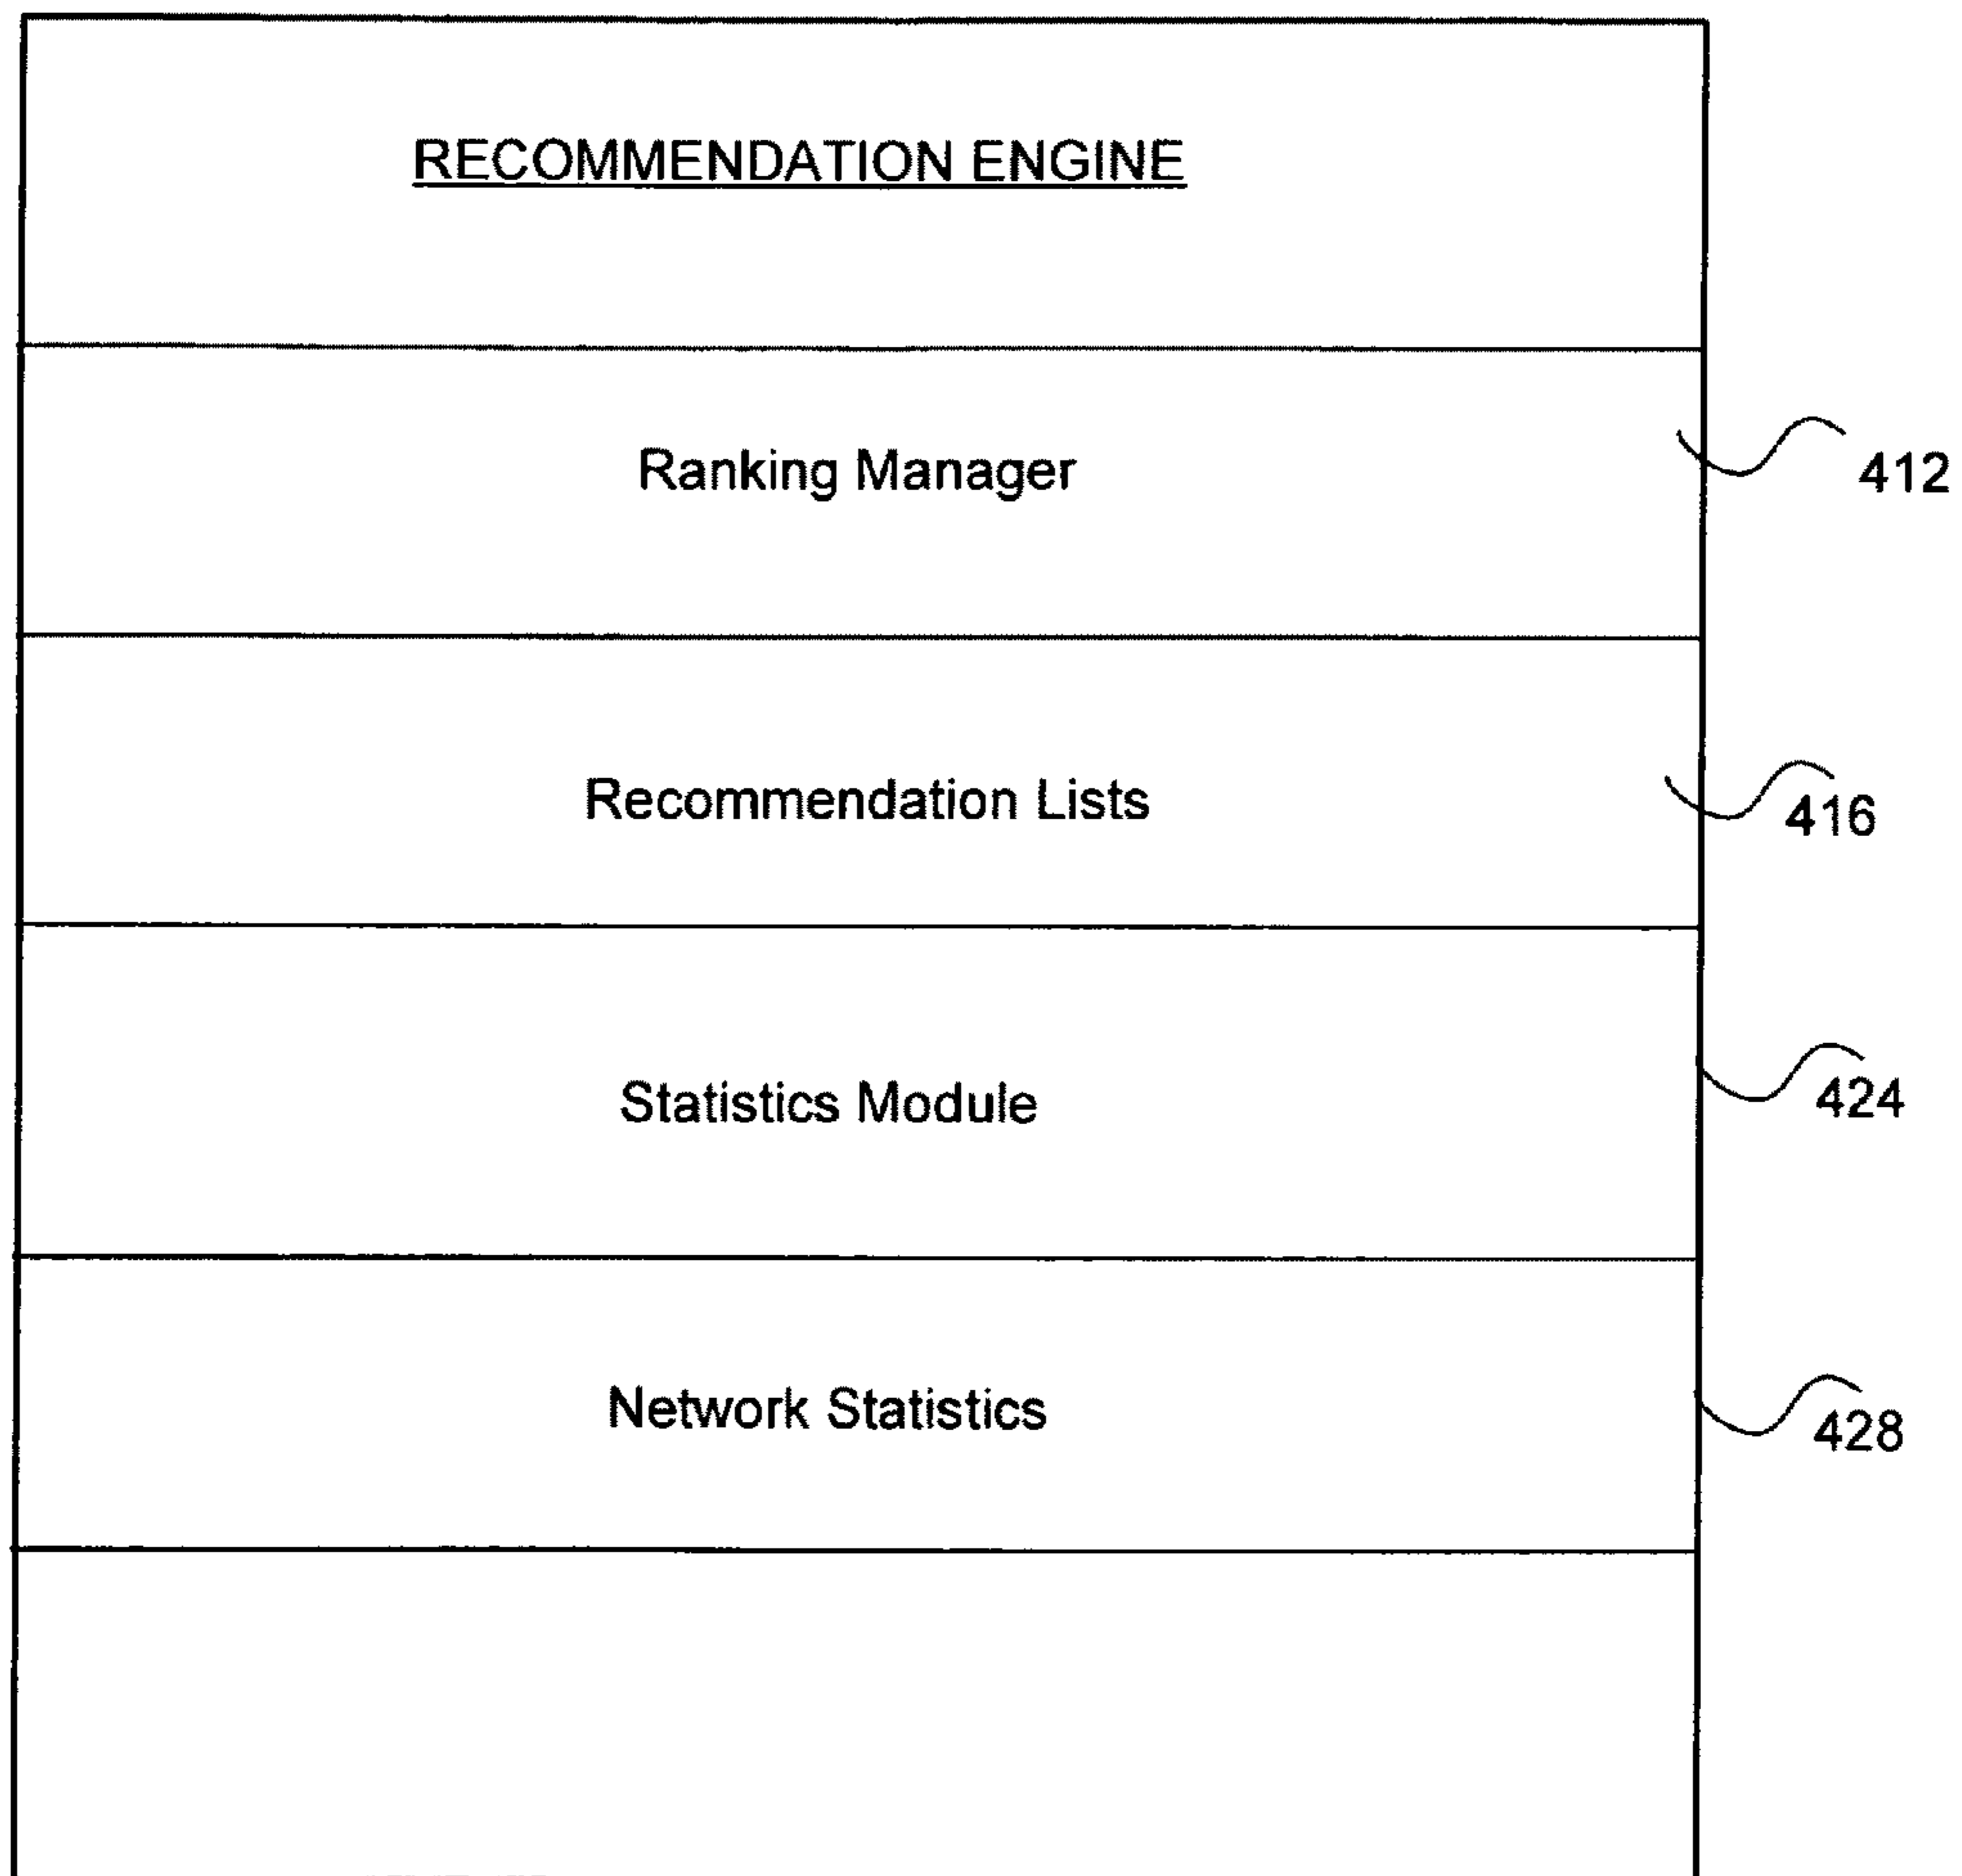 RECOMMENDATION ENGINE
Ranking Manager
412
Recommendation Lists
416
Statistics Module
424
Network Statistics
428